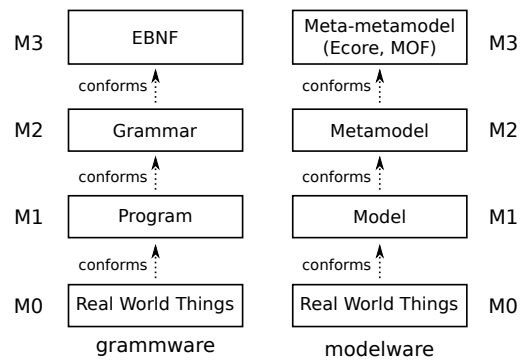 M3
EBNF
Meta-metamodel
(Ecore, MOF)
M3
conforms
conforms
M2
Grammar
Metamodel
M2
conforms
conforms
M1
Program
Model
M1
conforms
conforms
M0
Real World Things
Real World Things
M0
grammware
modelware